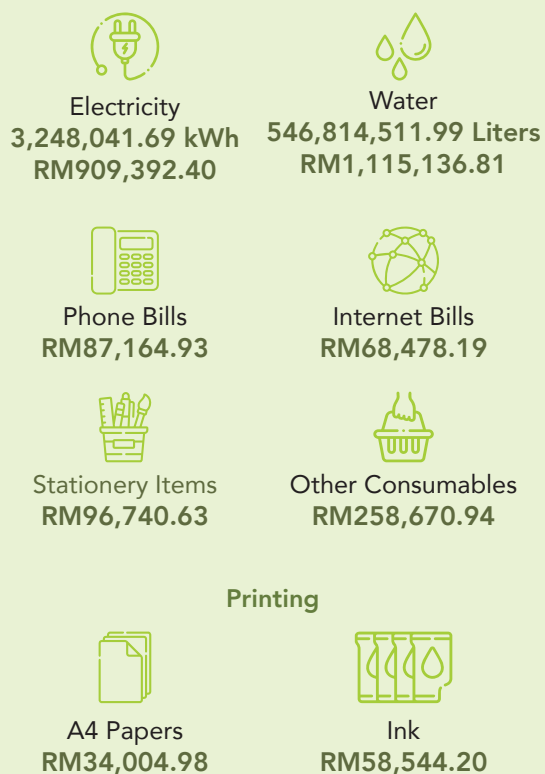 Electricity
3,248,041.69 kWh
RM909,392.40
Water
546,814,511.99 Liters
RM1,115,136.81
Phone Bills
RM87,164.93
Internet Bills
RM68,478.19
Stationery Items
RM96,740.63
Other Consumables
RM258,670.94
Printing
A4 Papers
RM34,004.98
Ink
RM58,544.20